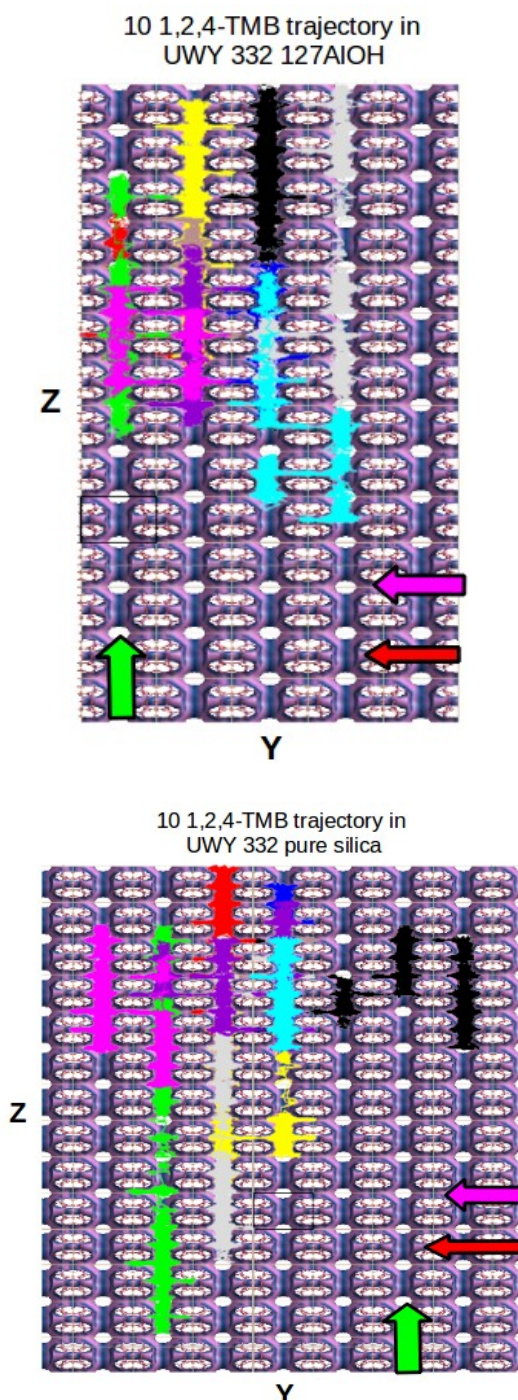 10 1,2,4-TMB trajectory in
UWY 332 127AlOH
Z
Y
10 1,2,4-TMB trajectory in
UWY 332 pure silica
Z
Y